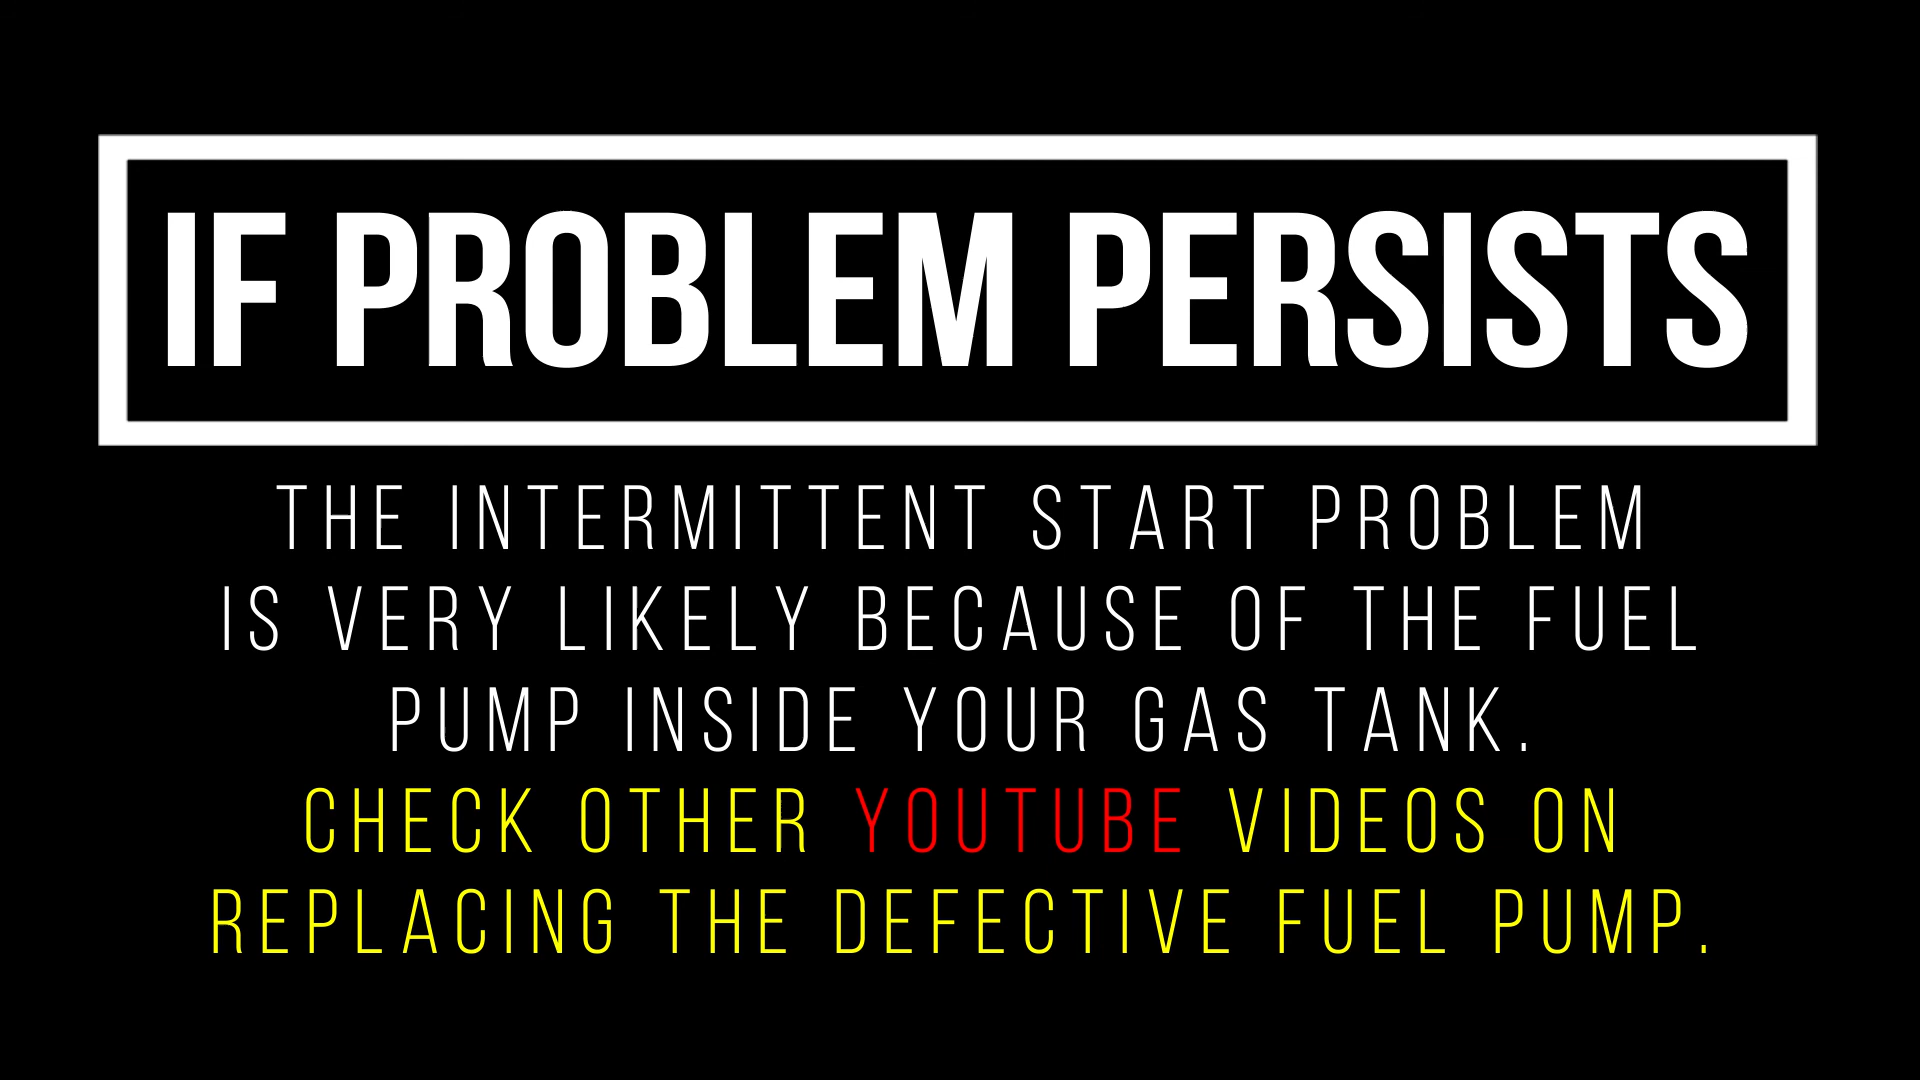 IF PROBLEM PERSISTS
THE INTERMITTENT START PROBLEM
IS VERY LIKELY BECAUSE OF THE FUEL
PUMP INSIDE YOUR GAS TANK.
CHECK OTHER YOUTUBE VIDEOS ON
REPLACING THE DEFECTIVE FUEL PUMP.